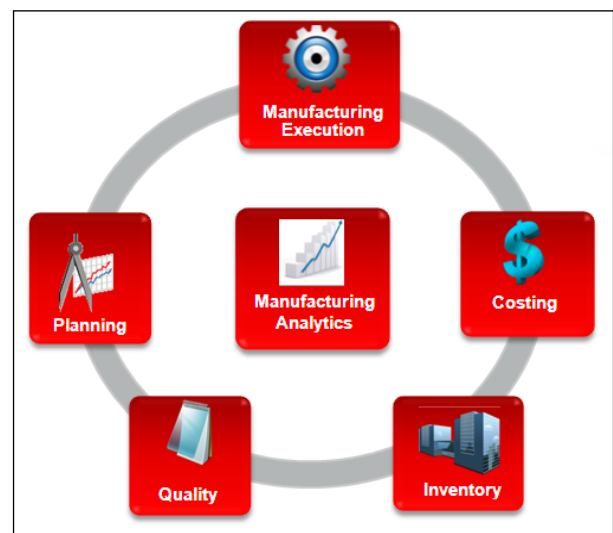 Manufacturing
Execution
Planning
Manufacturing
Analytics
Costing
Quality
Inventory